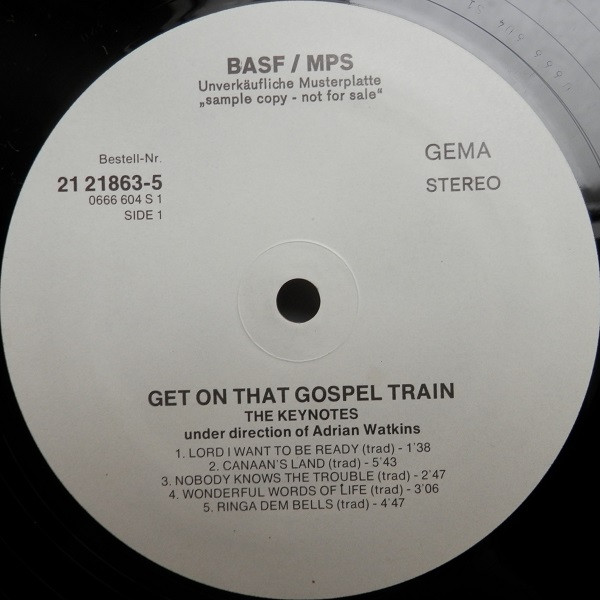 BASF / MPS
Unverkäufliche Musterplatte
„sample copy - not for sale“
Bestell-Nr.
21 21863-5
0666 604 S 1
SIDE 1
GEMA
STEREO
GET ON THAT GOSPEL TRAIN
THE KEYNOTES
under direction of Adrian Watkins
1. LORD I WANT TO BE READY (trad) - 1'38
2. CANAAN'S LAND (trad) - 5'43
3. NOBODY KNOWS THE TROUBLE (trad) - 2'47
4. WONDERFUL WORDS OF LIFE (trad) - 3'06
5. RINGA DEM BELLS (trad) - 4'47